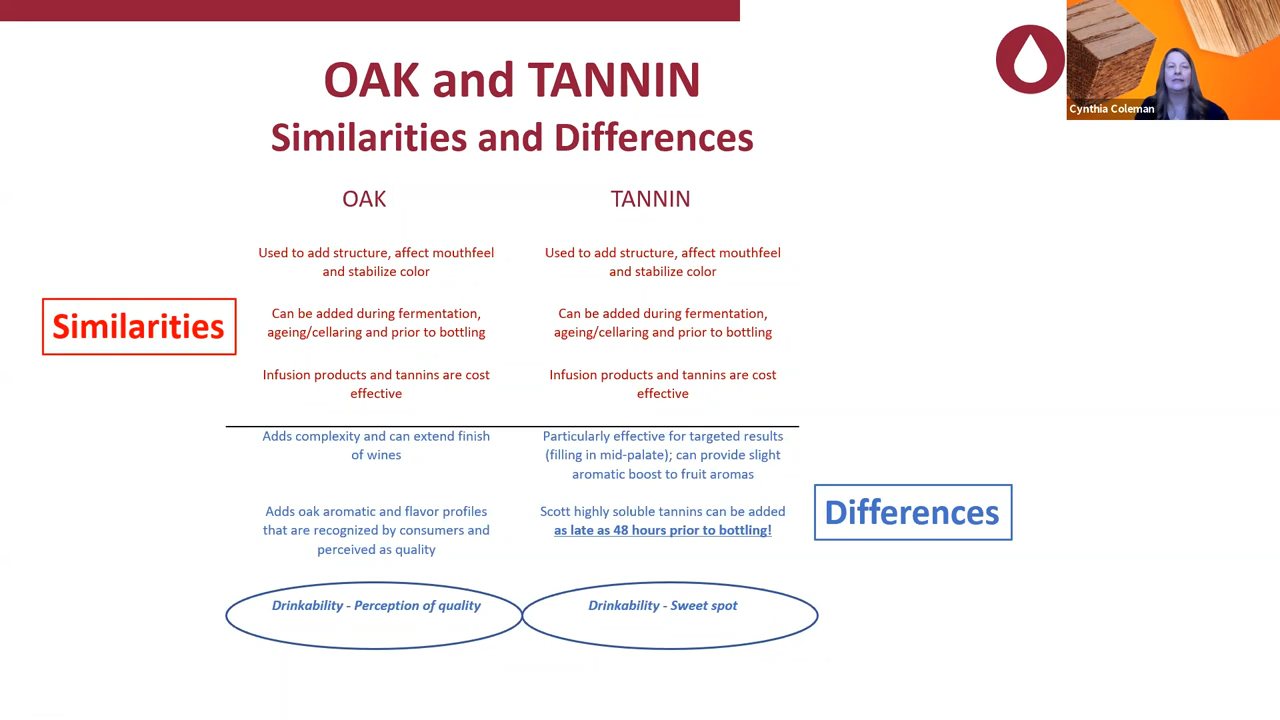 OAK and TANNIN
Similarities and Differences
Cynthia Coleman
OAK
TANNIN
Used to add structure, affect mouthfeel
and stabilize color
Used to add structure, affect mouthfeel
and stabilize color
Similarities
Can be added during fermentation,
ageing/cellaring and prior to bottling
Can be added during fermentation,
ageing/cellaring and prior to bottling
Infusion products and tannins are cost
effective
Infusion products and tannins are cost
effective
Adds complexity and can extend finish
of wines
Particularly effective for targeted results
(filling in mid-palate); can provide slight
aromatic boost to fruit aromas
Differences
Adds oak aromatic and flavor profiles
that are recognized by consumers and
perceived as quality
Scott highly soluble tannins can be added
as late as 48 hours prior to bottling!
Drinkability - Perception of quality
Drinkability - Sweet spot